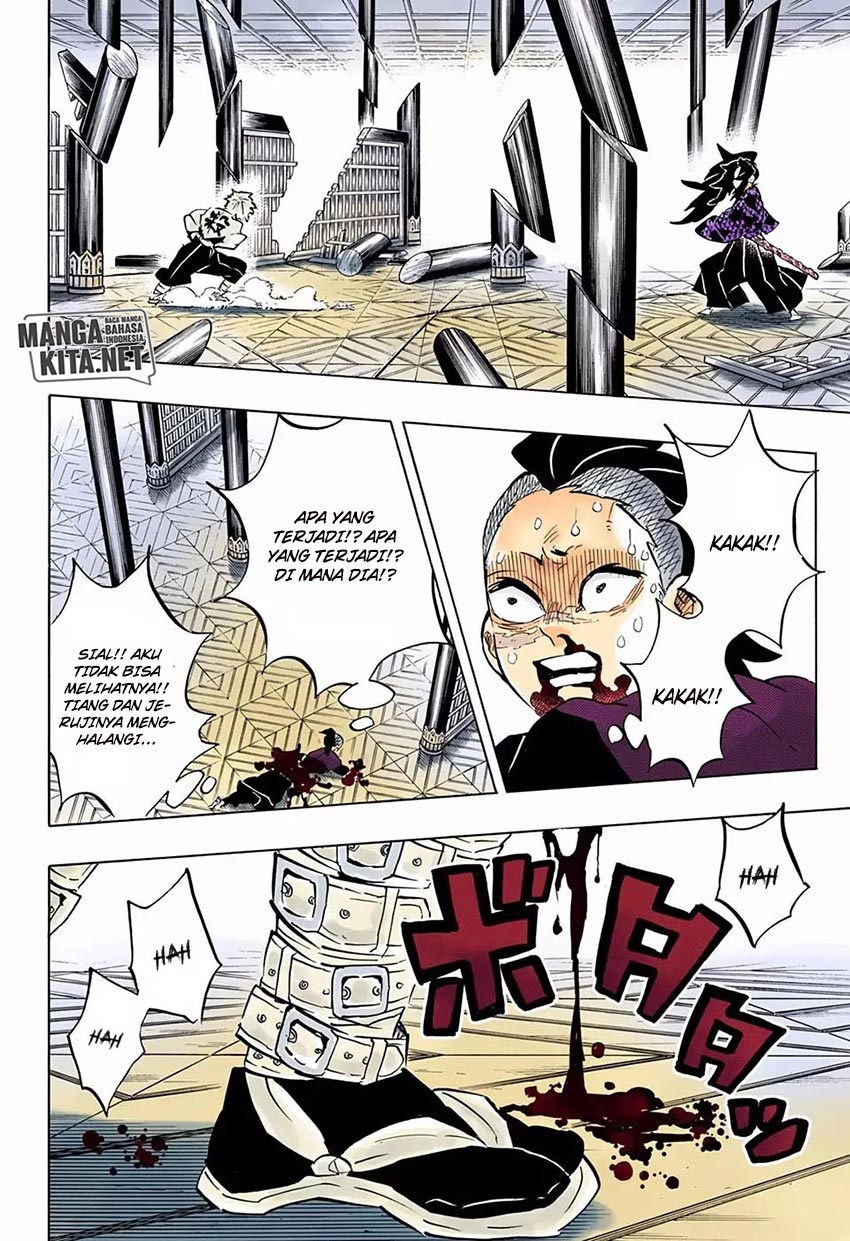 MANGA
KITA.NET
BACA MANGA
BAHASA
INDONESIA
KAKAK!!
KAKAK!!
APA YANG
TERJADI!? APA
YANG TERJADI!?
DI MANA DIA!?
SIAL!! AKU
TIDAK BISA
MELIHATNYA!!
TIANG DAN JE-
RUJINYA MENG-
HALANGI...
HAH
ボタタタッ
HAH
HAH